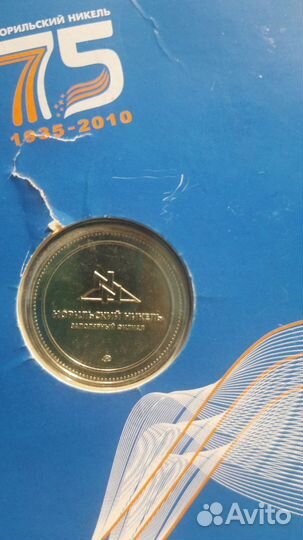 ОРИЛЬСКИЙ НИКЕЛЬ
75
1935-2010
НОРИЛЬСКИЙ НИКЕЛЬ
ЗАПОЛЯРНЫЙ ФИЛИАЛ
Avito